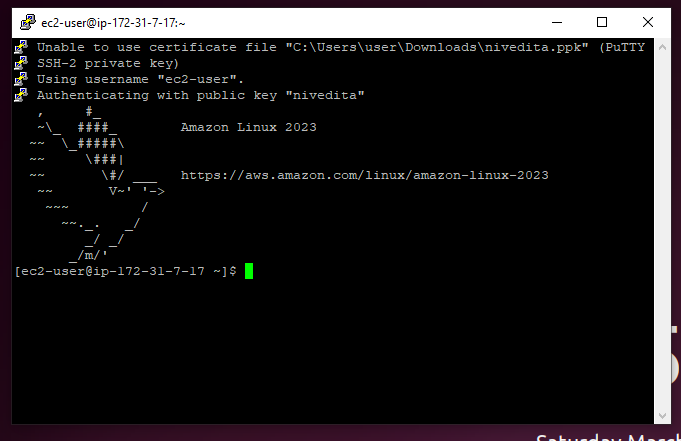 ec2-user@ip-172-31-7-17:~
Unable to use certificate file "C:\Users\user\Downloads\nivedita.ppk" (PuTTY
SSH-2 private key)
Using username "ec2-user".
Authenticating with public key "nivedita"
   ,     #_
   ~\_  ####_        Amazon Linux 2023
  ~~  \_#####\
  ~~     \###|
  ~~       \#/ ___   https://aws.amazon.com/linux/amazon-linux-2023
   ~~       V~' '->
    ~~~         /
      ~~._.   _/
         _/ _/
       _/m/'
[ec2-user@ip-172-31-7-17 ~]$